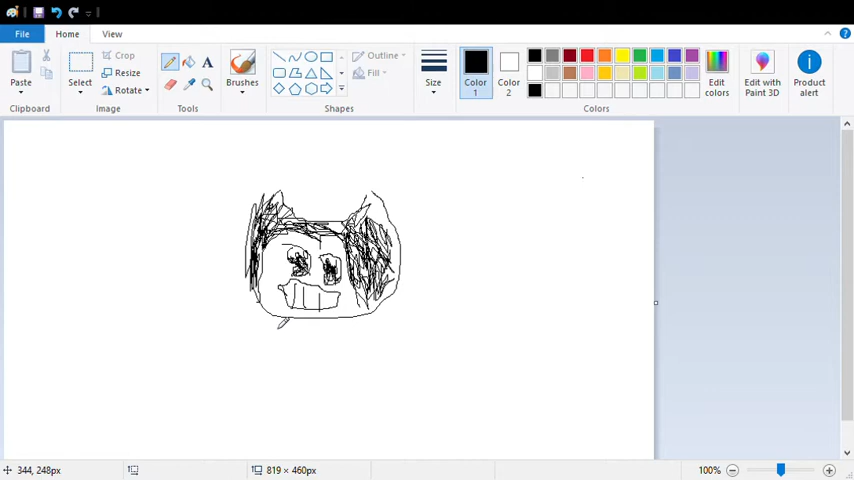 File Home View
Paste Select Crop Resize Rotate A Brushes Outline Fill Size Color 1 Color 2 Edit colors Edit with Paint 3D Product alert
Clipboard Image Tools Shapes Colors
344, 248px 819 × 460px 100%